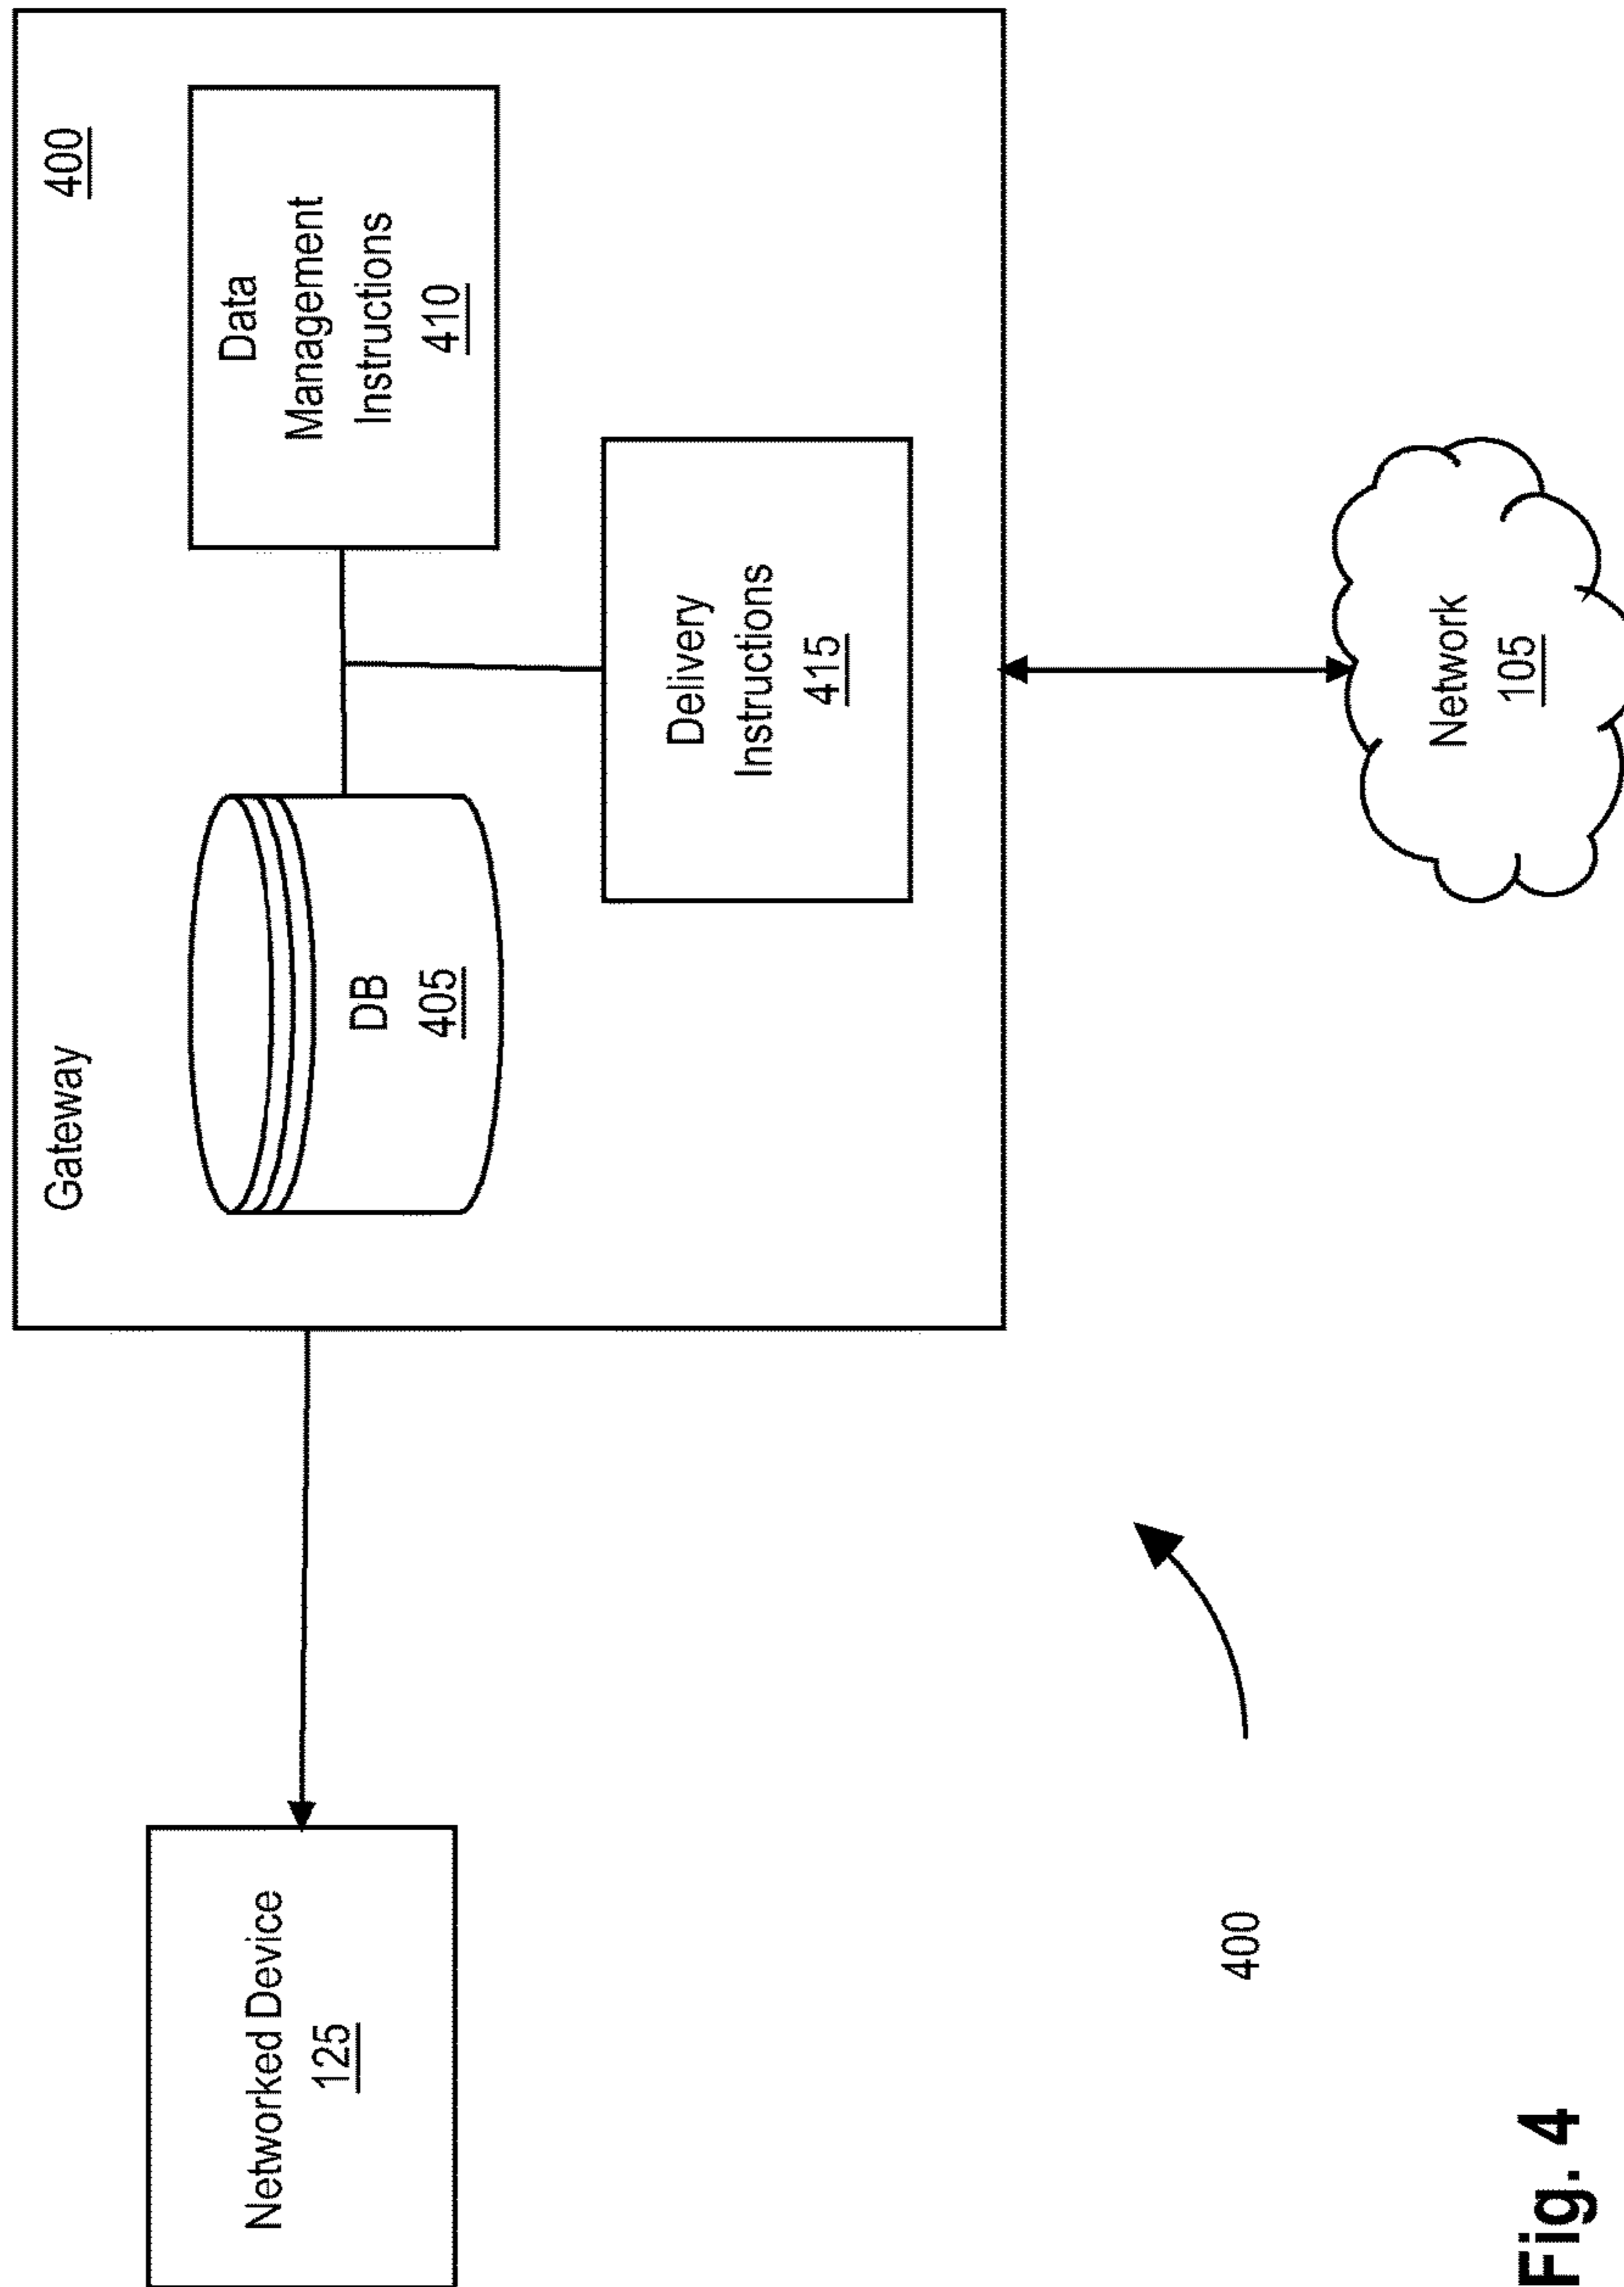 Gateway
400
DB
405
Data
Management
Instructions
410
Delivery
Instructions
415
Networked Device
125
Network
105
400
Fig. 4